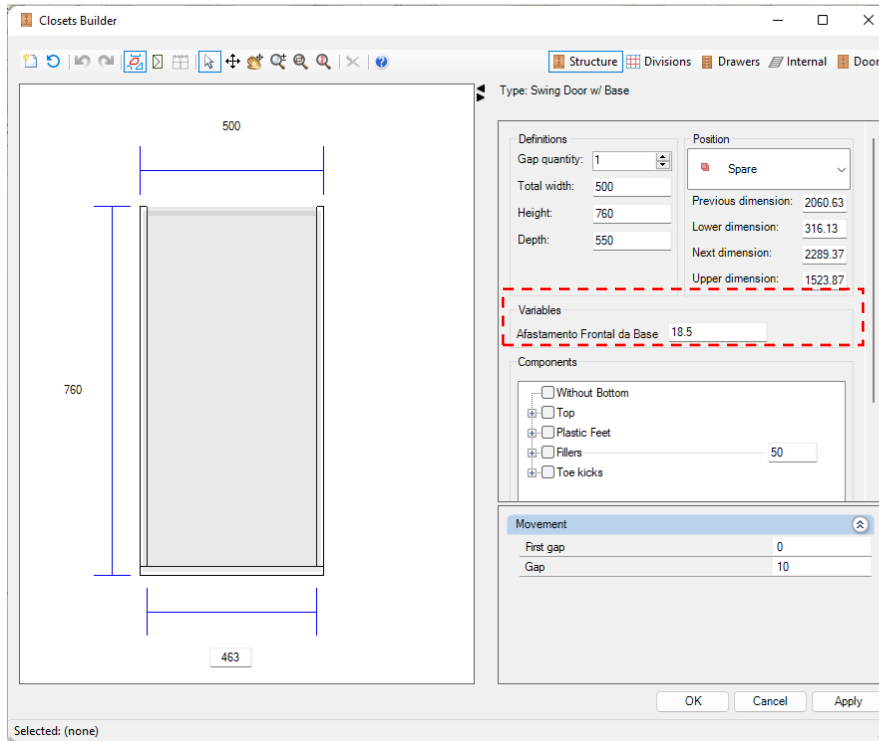 Closets Builder
Structure Divisions Drawers Internal Door
Type: Swing Door w/ Base
500
760
463
Definitions
Gap quantity: 1
Total width: 500
Height: 760
Depth: 550
Position
Spare
Previous dimension: 2060.63
Lower dimension: 316.13
Next dimension: 2289.37
Upper dimension: 1523.87
Variables
Afastamento Frontal da Base 18.5
Components
Without Bottom
Top
Plastic Feet
Fillers 50
Toe kicks
Movement
First gap 0
Gap 10
OK Cancel Apply
Selected: (none)